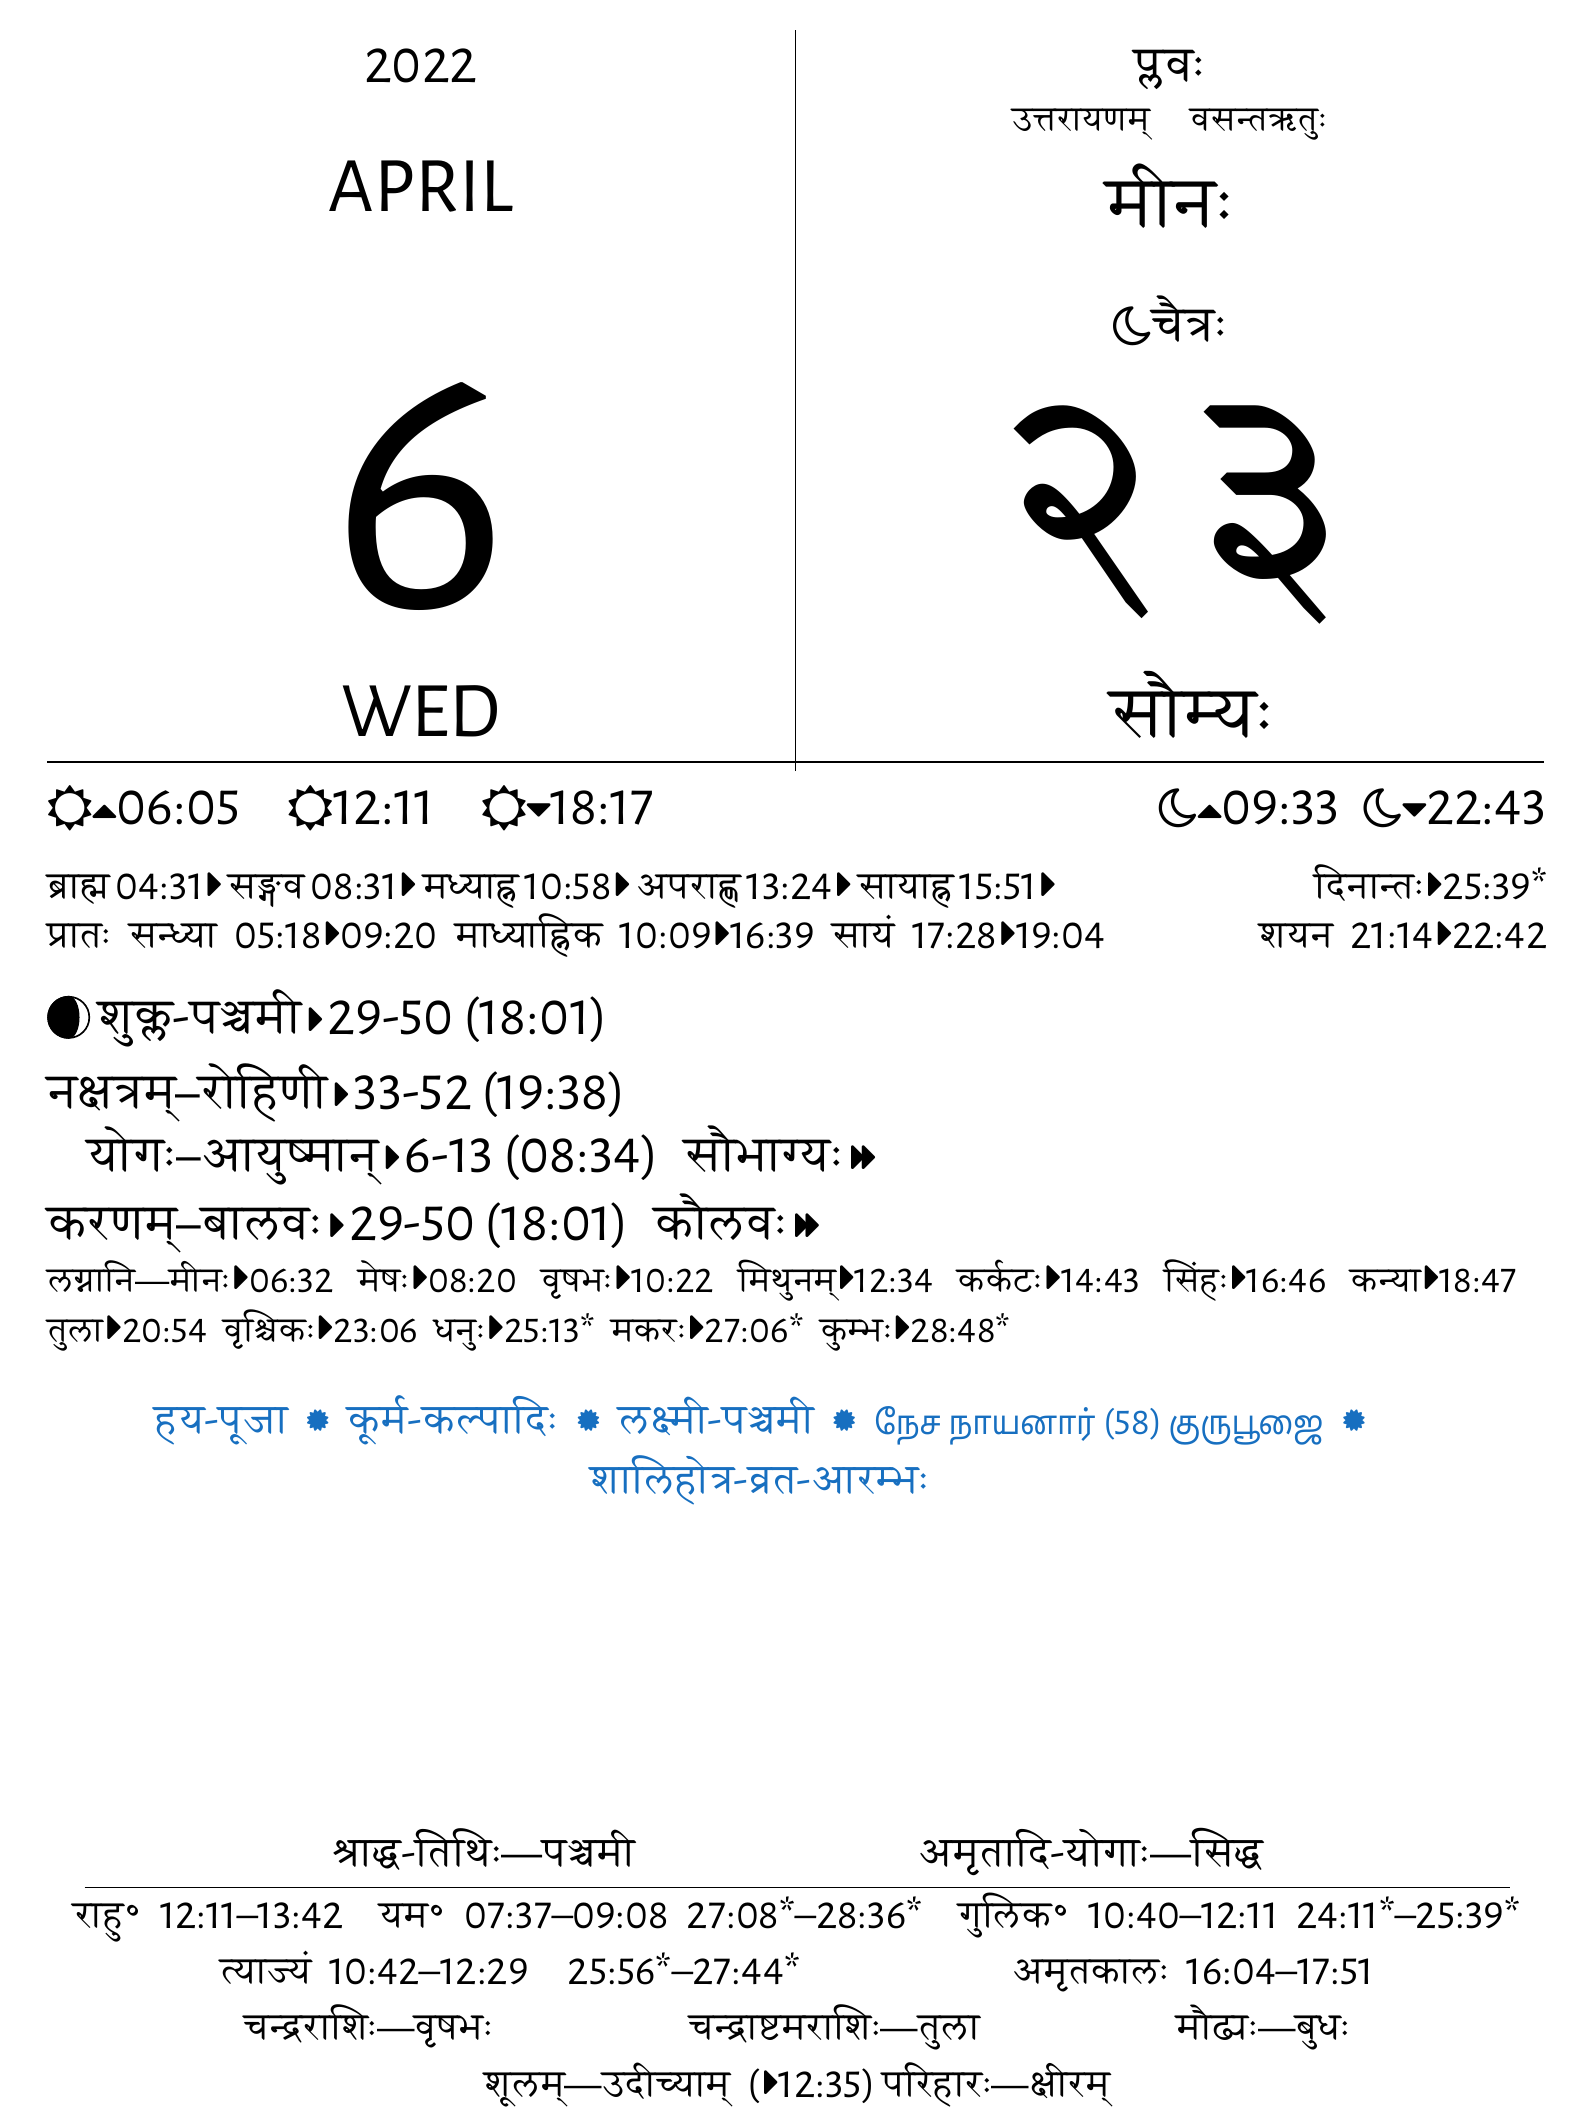 2022
APRIL
6
WED
प्लवः
उत्तरायणम् वसन्तऋतुः
मीनः
चैत्रः
२३
सौम्यः
06:05 12:11 18:17 09:33 22:43
ब्राह्म 04:31 सङ्गव 08:31 मध्याह्न 10:58 अपराह्ण 13:24 सायाह्न 15:51 दिनान्तः 25:39*
प्रातः सन्ध्या 05:18 09:20 माध्याह्निक 10:09 16:39 सायं 17:28 19:04 शयन 21:14 22:42
शुक्ल-पञ्चमी 29-50 (18:01)
नक्षत्रम्–रोहिणी 33-52 (19:38)
योगः–आयुष्मान् 6-13 (08:34) सौभाग्यः
करणम्–बालवः 29-50 (18:01) कौलवः
लग्नानि—मीनः 06:32 मेषः 08:20 वृषभः 10:22 मिथुनम् 12:34 कर्कटः 14:43 सिंहः 16:46 कन्या 18:47
तुला 20:54 वृश्चिकः 23:06 धनुः 25:13* मकरः 27:06* कुम्भः 28:48*
हय-पूजा ✹ कूर्म-कल्पादिः ✹ लक्ष्मी-पञ्चमी ✹ நேச நாயனார் (58) குருபூஜை ✹
शालिहोत्र-व्रत-आरम्भः
श्राद्ध-तिथिः—पञ्चमी अमृतादि-योगाः—सिद्ध
राहु° 12:11–13:42 यम° 07:37–09:08 27:08*–28:36* गुलिक° 10:40–12:11 24:11*–25:39*
त्याज्यं 10:42–12:29 25:56*–27:44* अमृतकालः 16:04–17:51
चन्द्रराशिः—वृषभः चन्द्राष्टमराशिः—तुला मौढ्यः—बुधः
शूलम्—उदीच्याम् (12:35) परिहारः—क्षीरम्